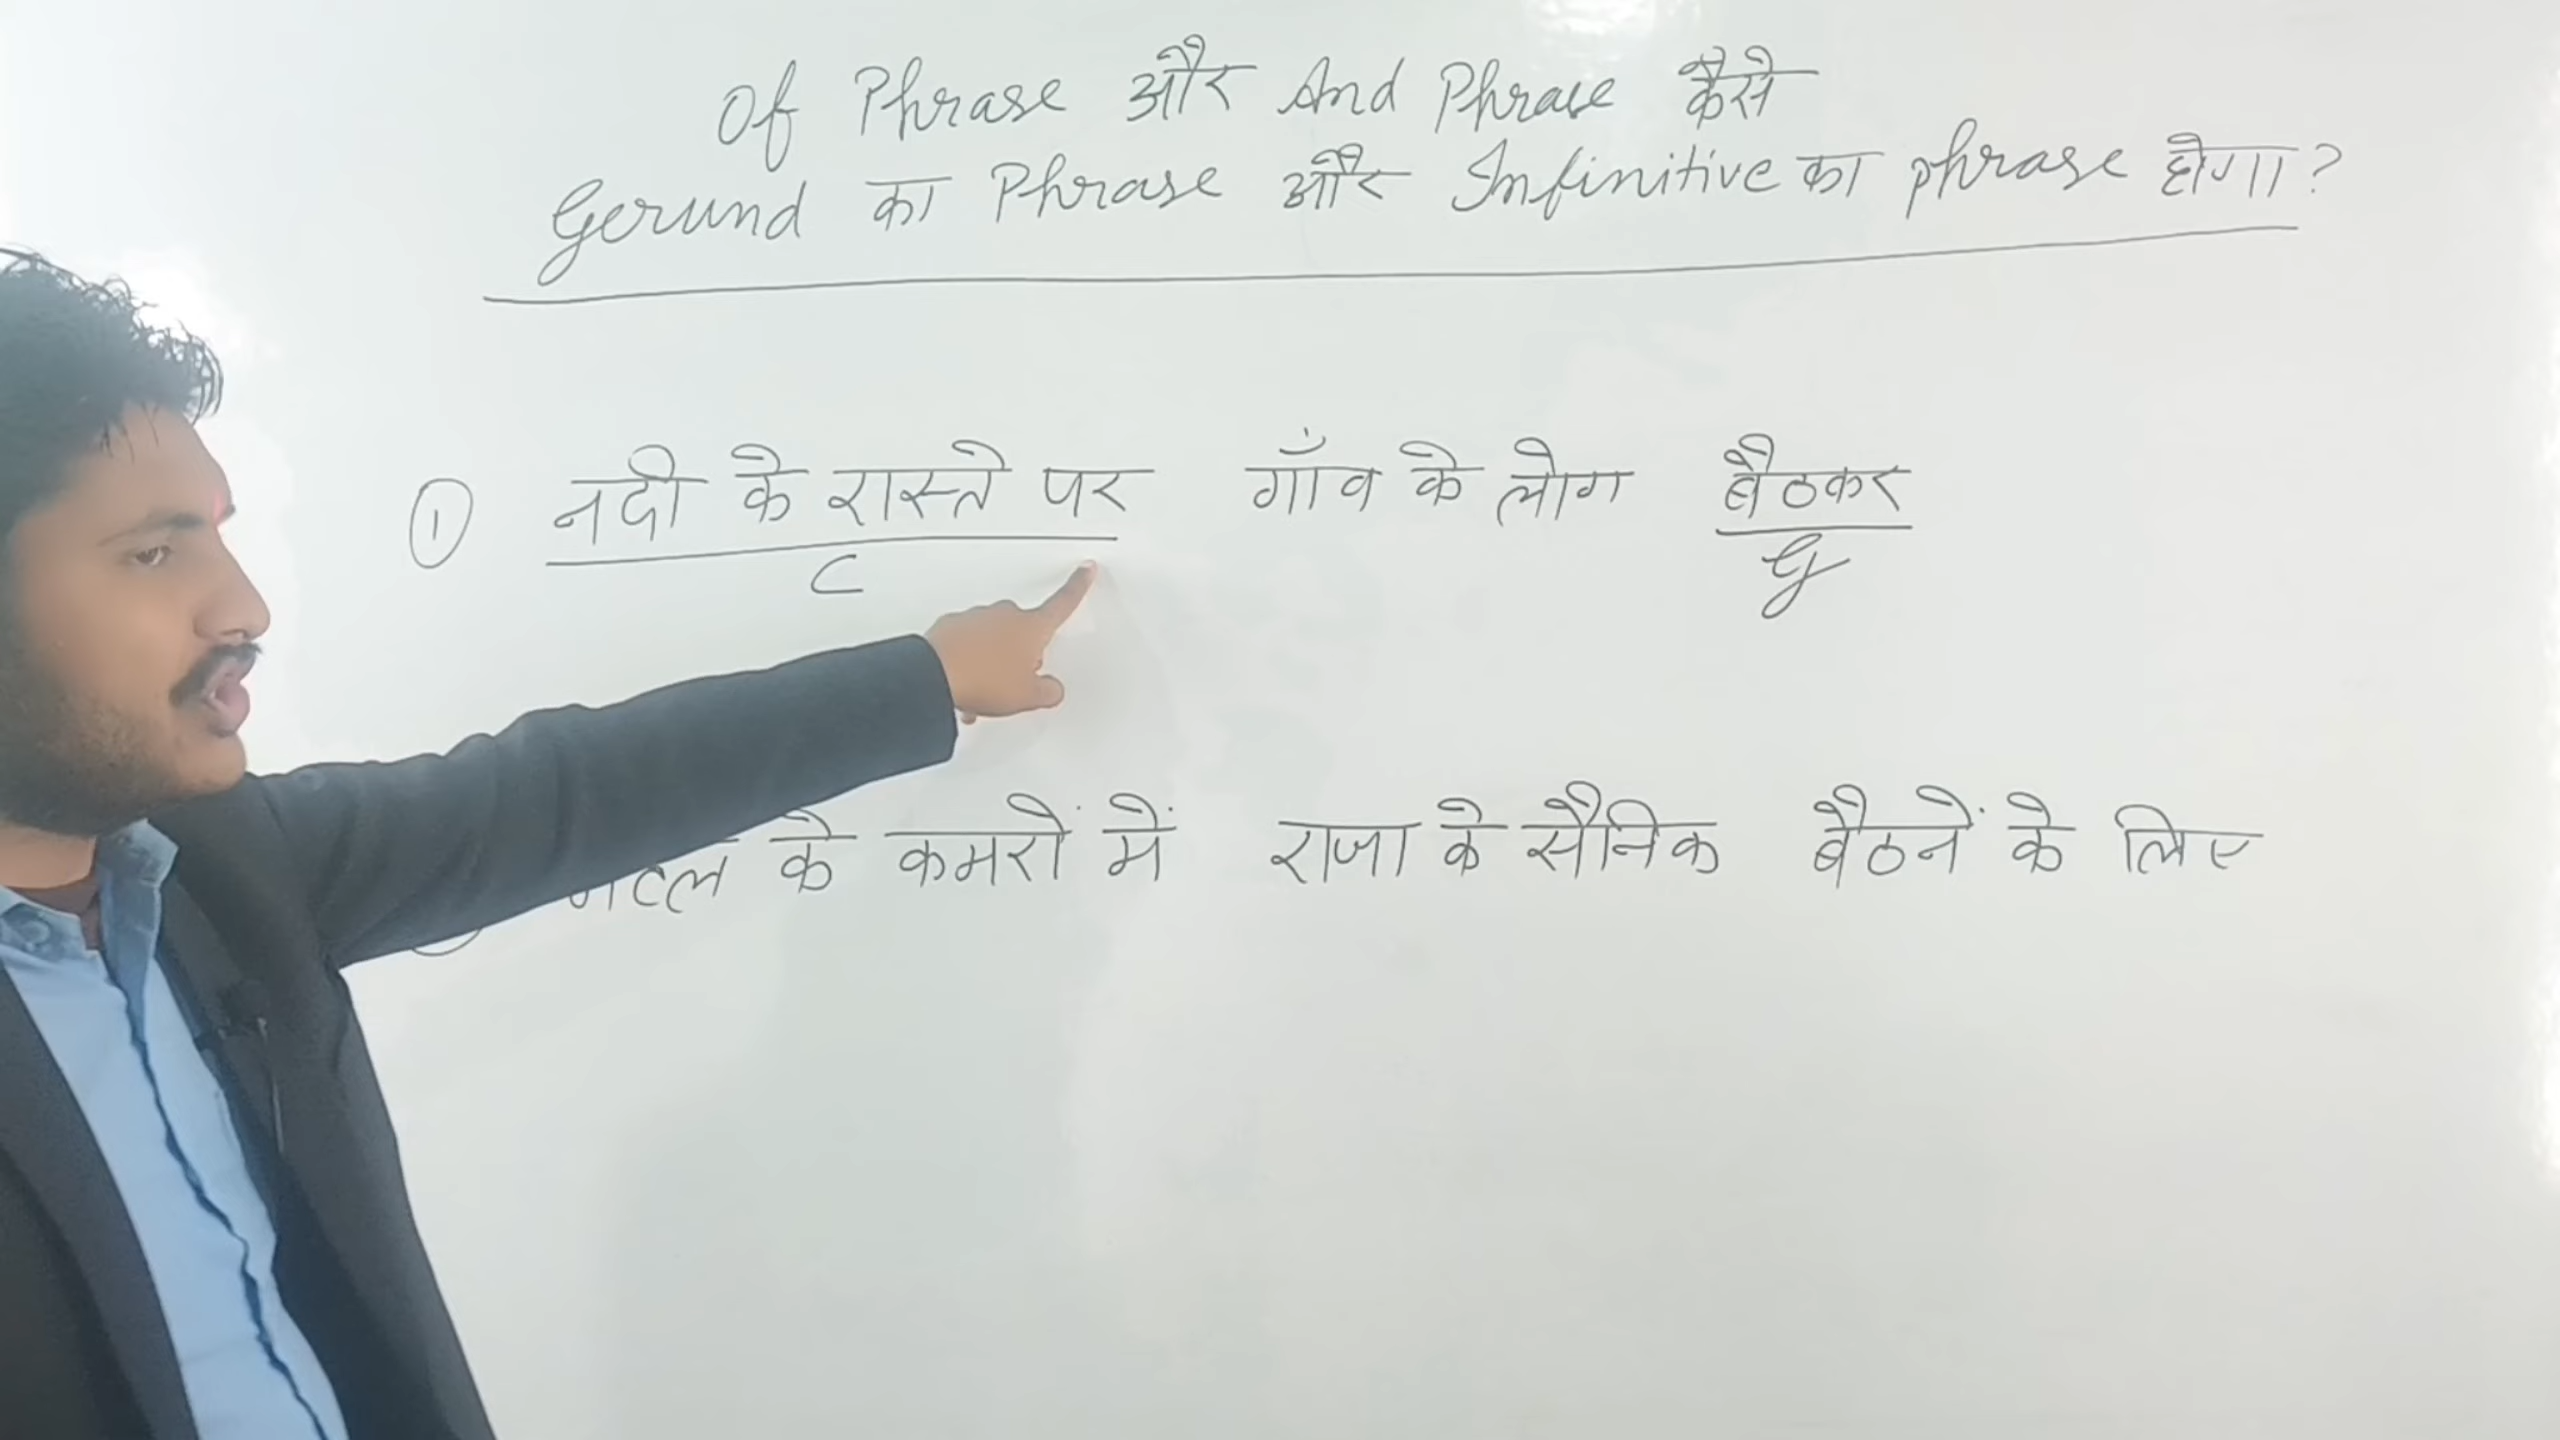 Of Phrase और And Phrase कैसे
Gerund का Phrase और Infinitive का phrase होगा?
① नदी के रास्ते पर गाँव के लोग बैठकर
C G
के कमरों में राजा के सैनिक बैठनें के लिए